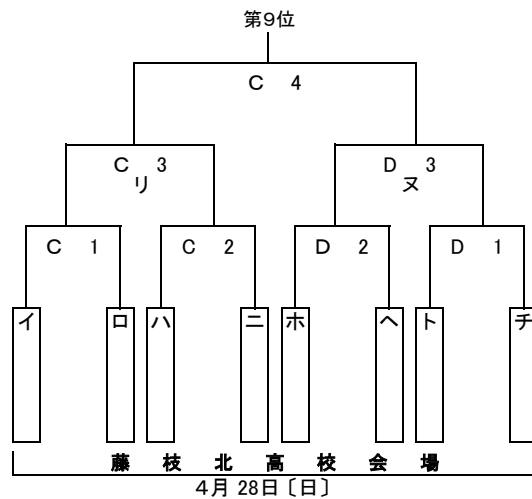 第9位
C 4
C 3 D 3
リ ヌ
C 1 C 2 D 2 D 1
イ ロ ハ ニ ホ ヘ ト チ
藤枝北高校会場
4月 28日〔日〕